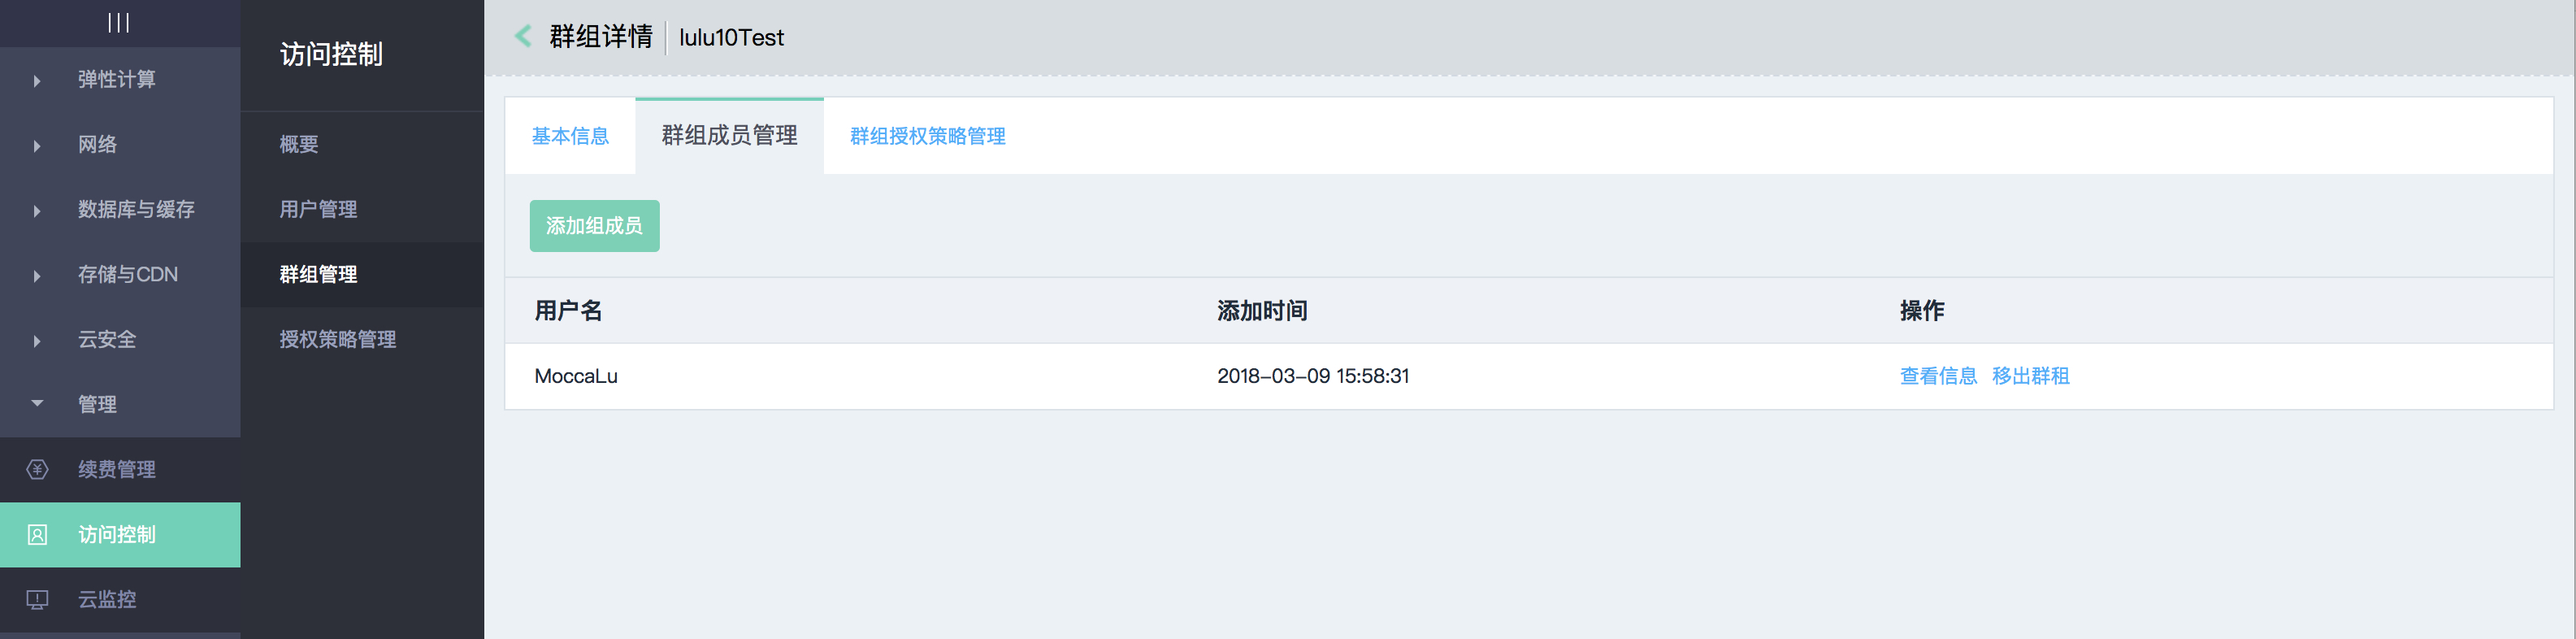 弹性计算
网络
数据库与缓存
存储与CDN
云安全
管理
续费管理
访问控制
云监控
访问控制
概要
用户管理
群组管理
授权策略管理
群组详情 lulu10Test
基本信息 群组成员管理 群组授权策略管理
添加组成员
用户名 添加时间 操作
MoccaLu 2018-03-09 15:58:31 查看信息 移出群租